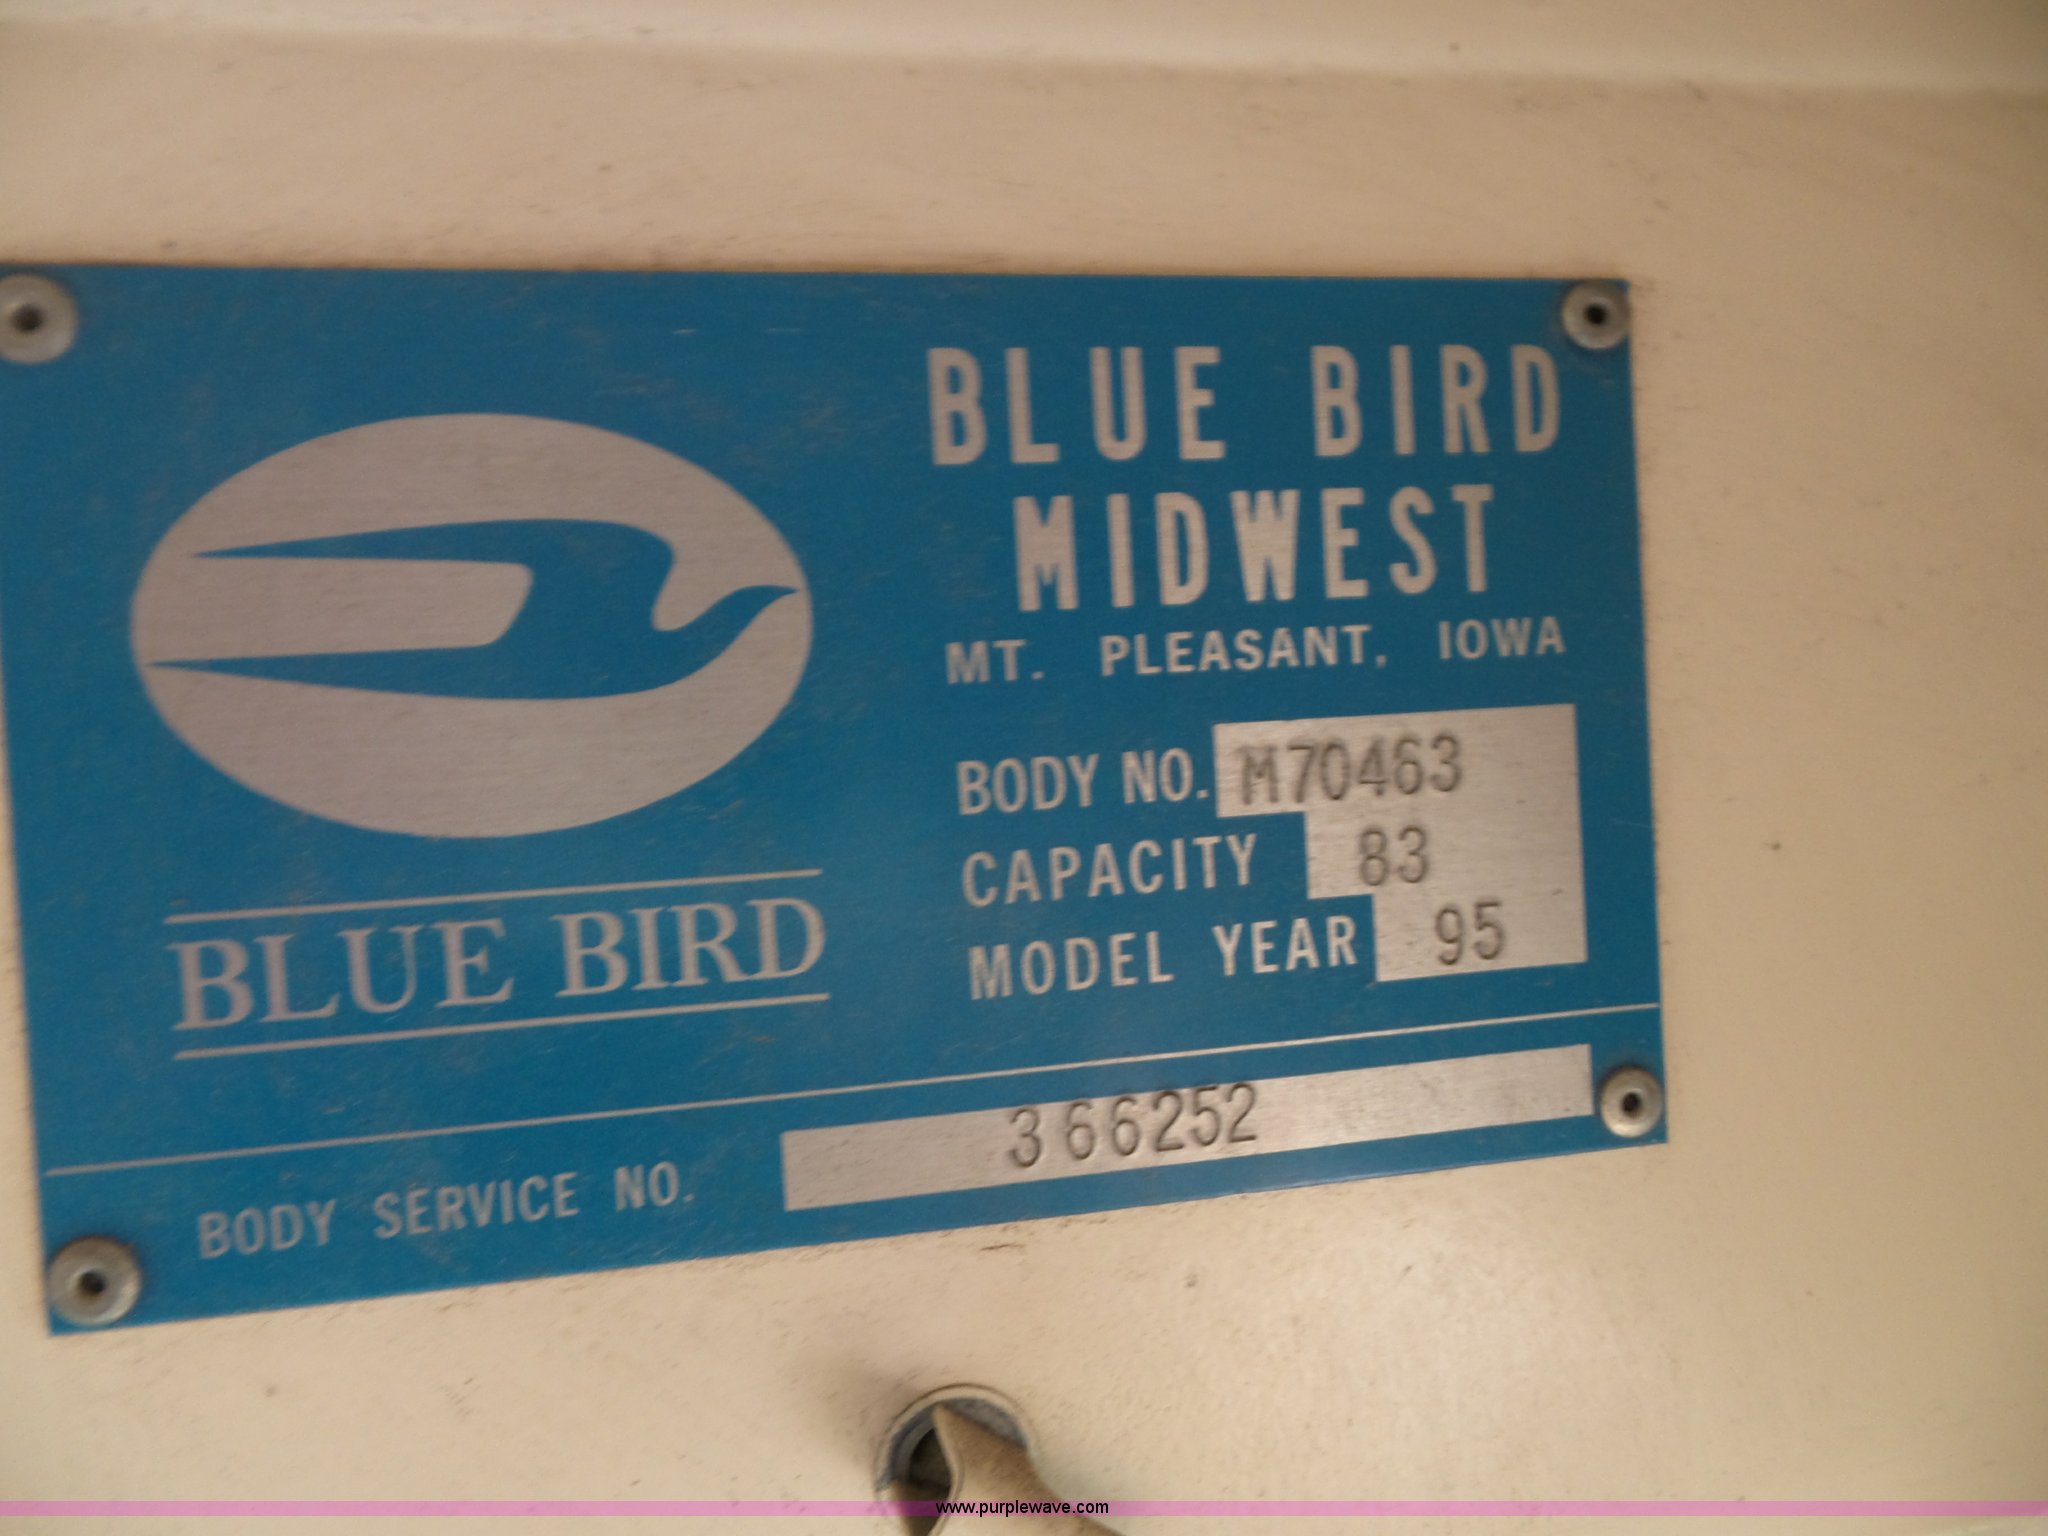 BLUE BIRD
MIDWEST
MT. PLEASANT, IOWA
BODY NO. M70463
CAPACITY 83
MODEL YEAR 95
BLUE BIRD
BODY SERVICE NO. 366252
www.purplewave.com